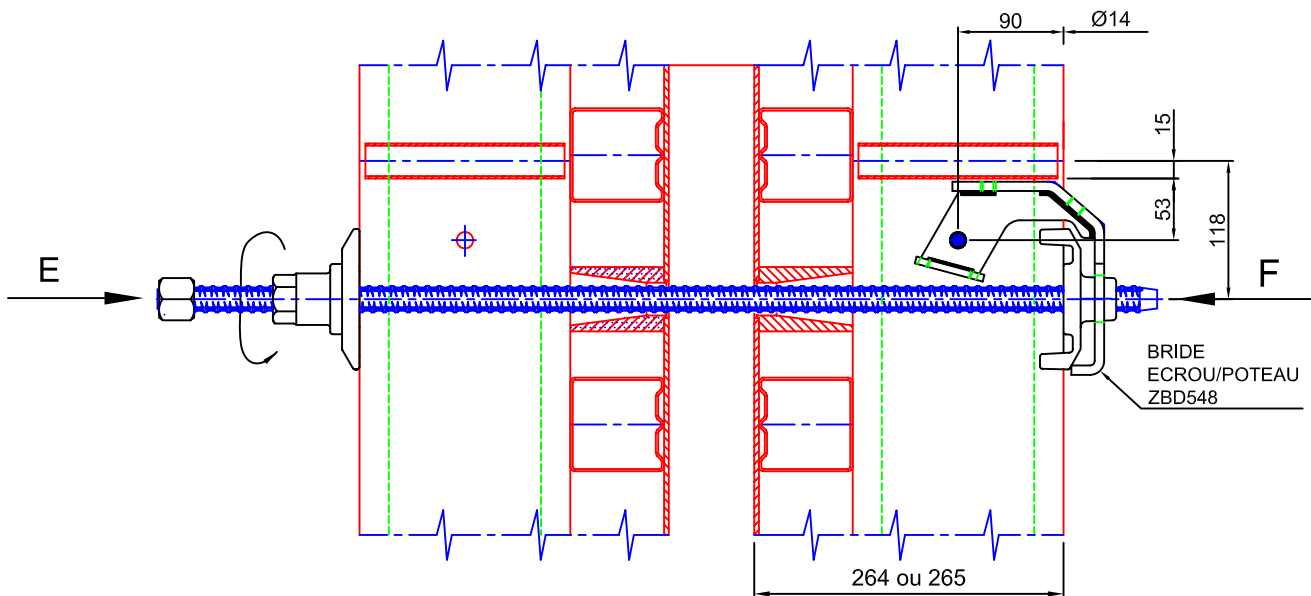 90
Ø14
15
53
118
E
F
BRIDE
ECROU/POTEAU
ZBD548
264 ou 265